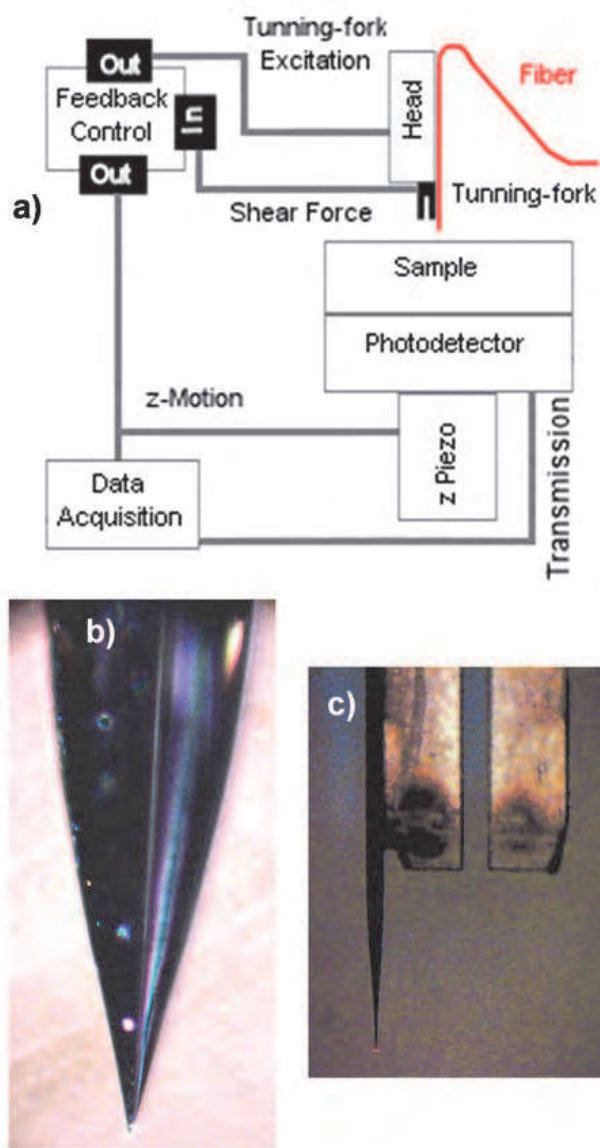 Tunning-fork
Excitation
Out
Feedback
Control
In
Out
Head
Fiber
a)
Shear Force
Tunning-fork
Sample
Photodetector
z-Motion
z Piezo
Transmission
Data
Acquisition
b)
c)